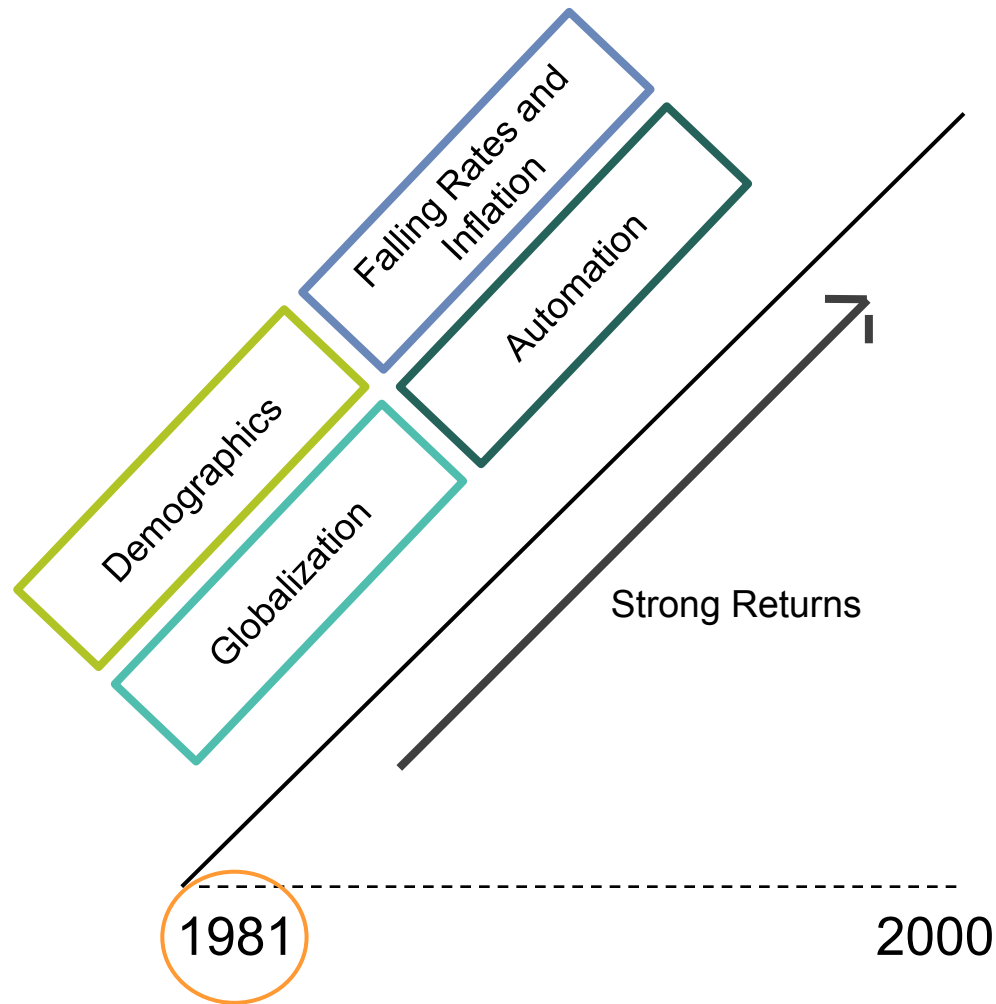 Falling Rates and
Inflation
Automation
Demographics
Globalization
Strong Returns
1981
2000